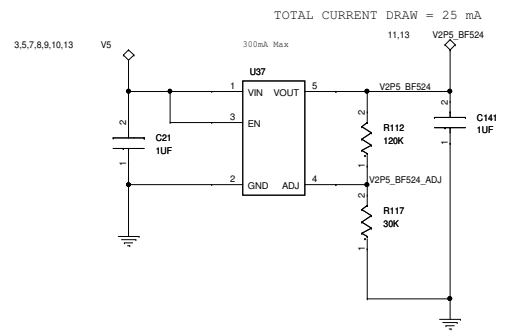 TOTAL CURRENT DRAW = 25 mA
3,5,7,8,9,10,13 V5
300mA Max
11,13 V2P5_BF524
U37
1 VIN VOUT 5 V2P5_BF524
3 EN
2 C21 1UF 1
2 R112 120K 1
2 C141 1UF 1
2 GND ADJ 4 V2P5_BF524_ADJ
2 R117 30K 1